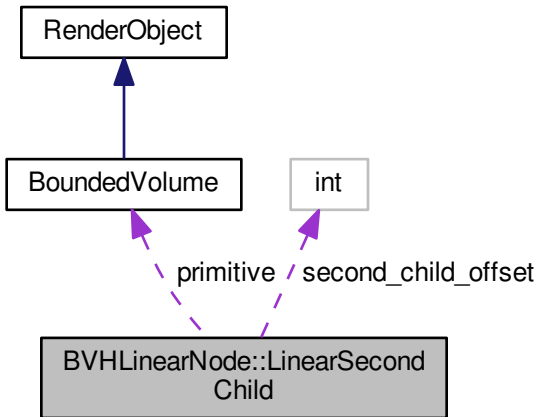 RenderObject
BoundedVolume
int
primitive
second_child_offset
BVHLinearNode::LinearSecond
Child